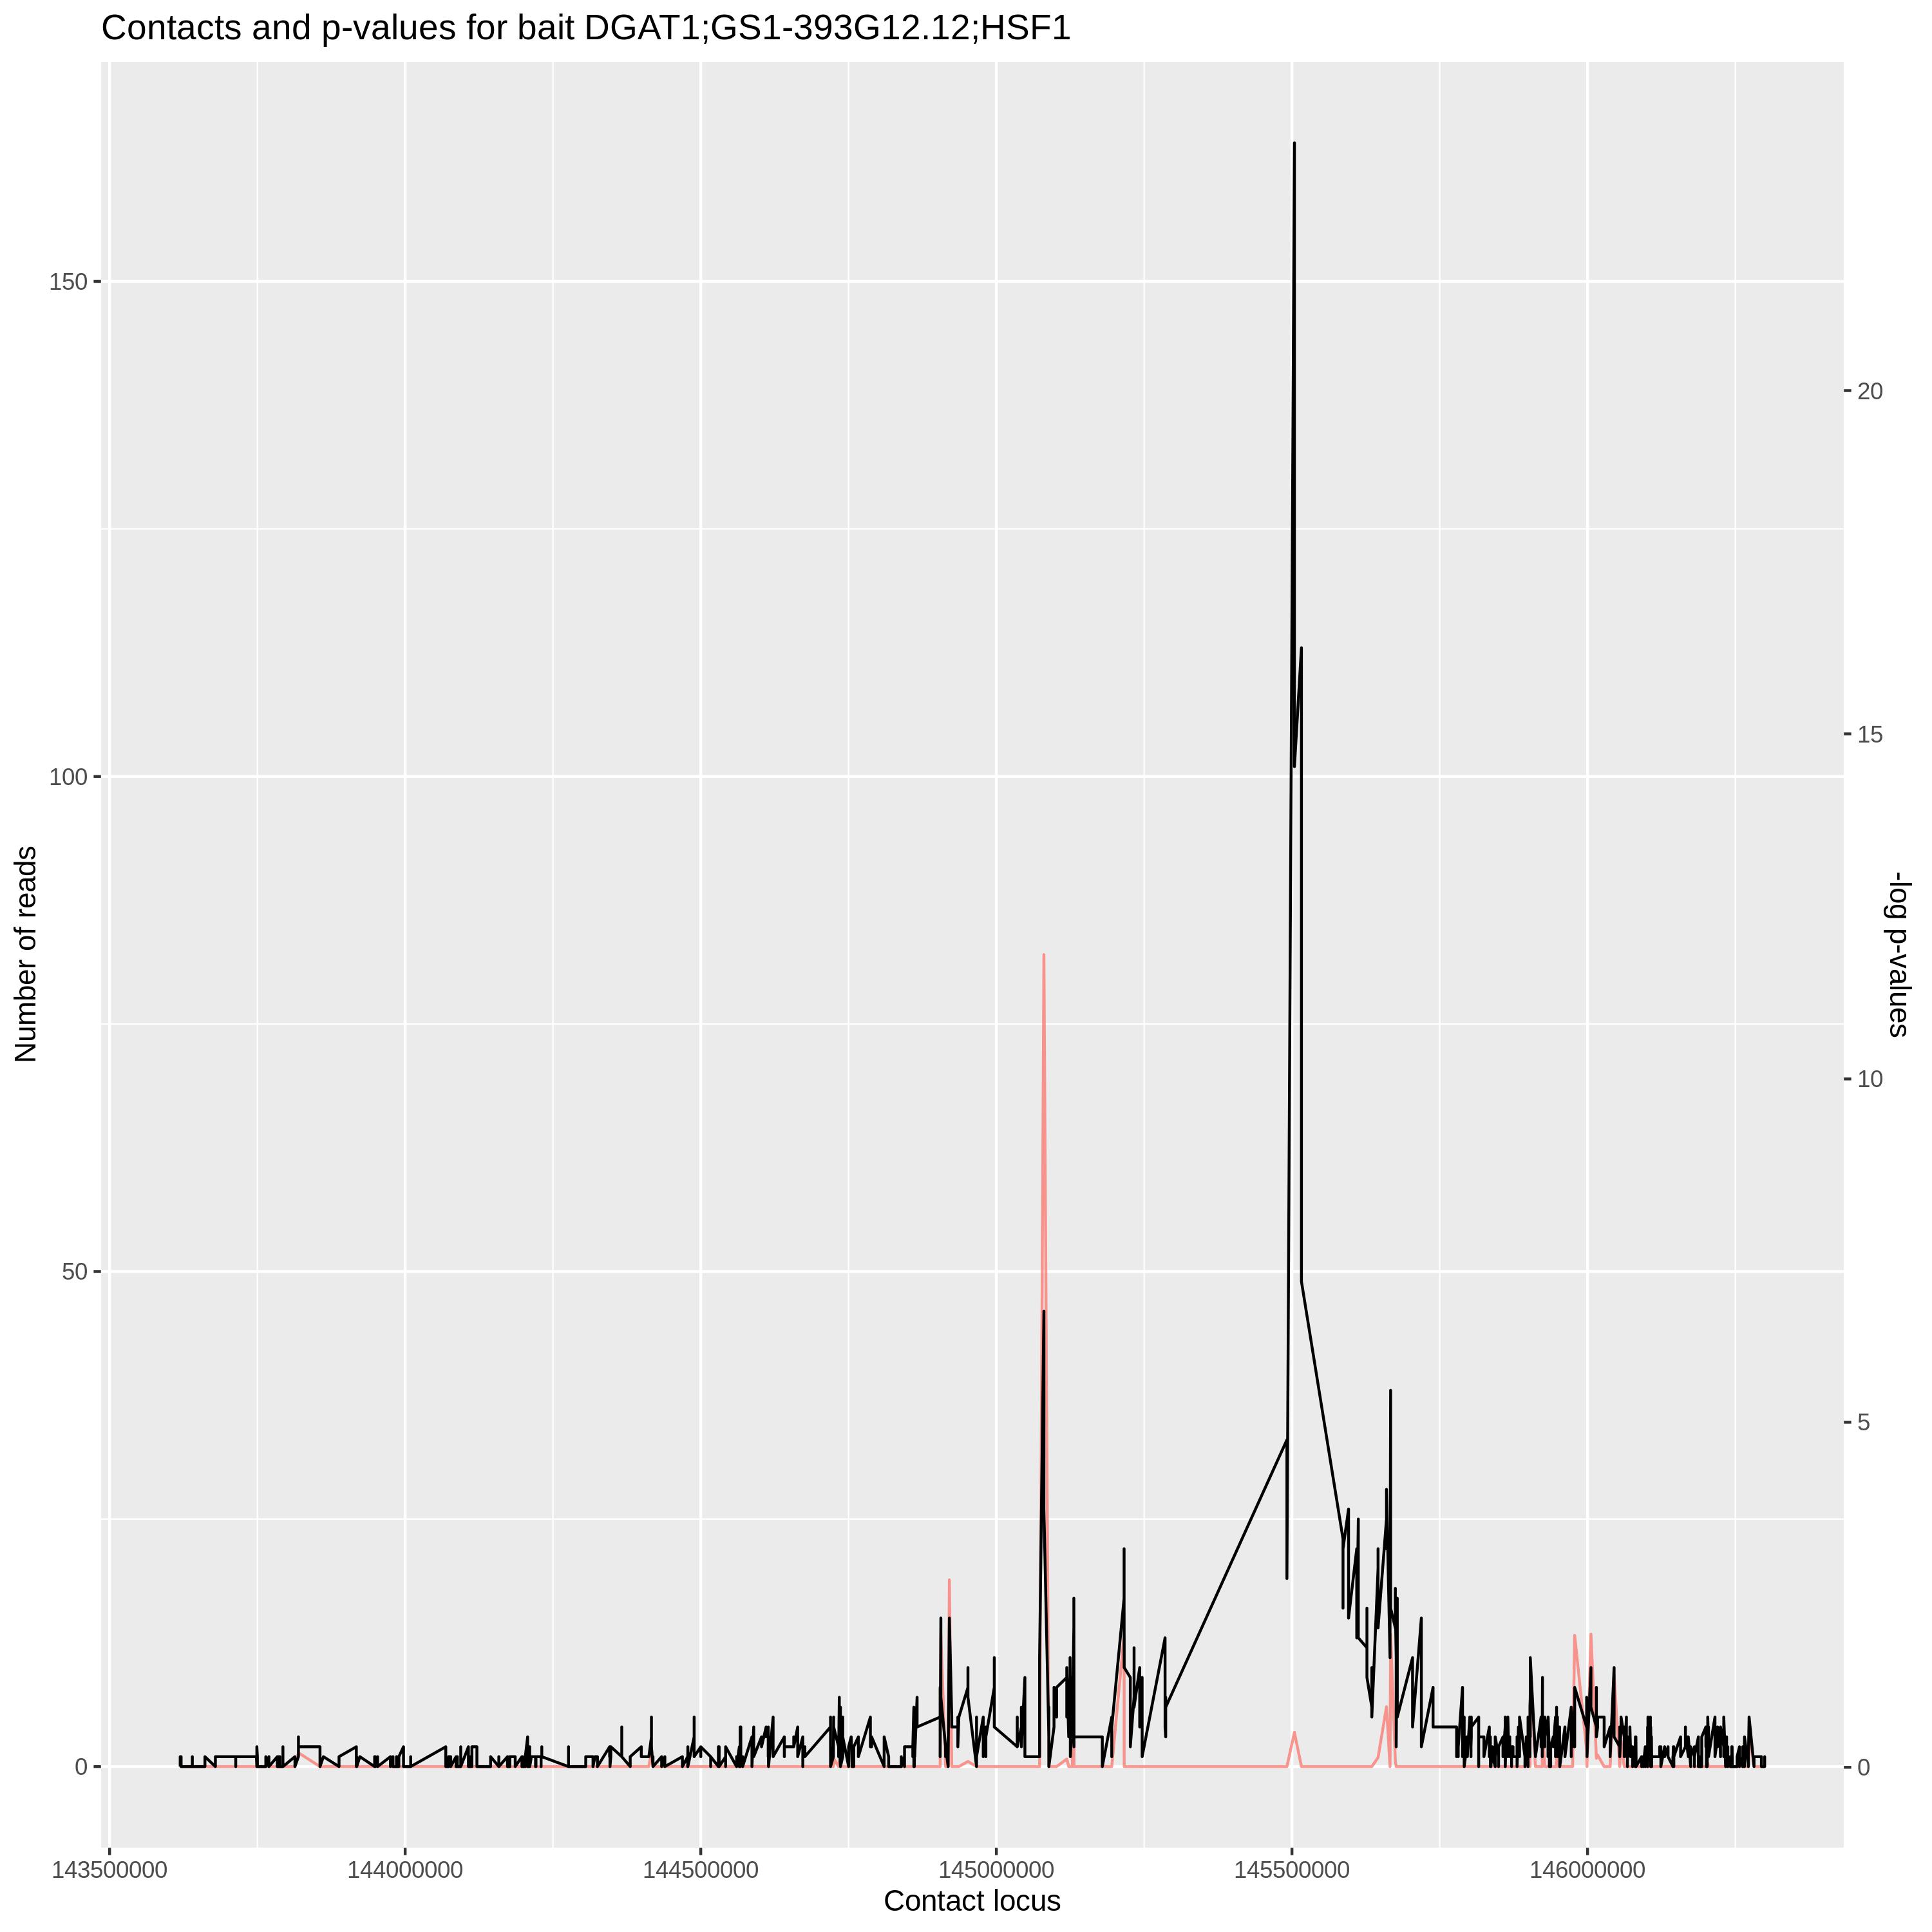 Contacts and p-values for bait DGAT1;GS1-393G12.12;HSF1
150
100
50
0
Number of reads
20
15
10
5
0
-log p-values
143500000 144000000 144500000 145000000 145500000 146000000
Contact locus